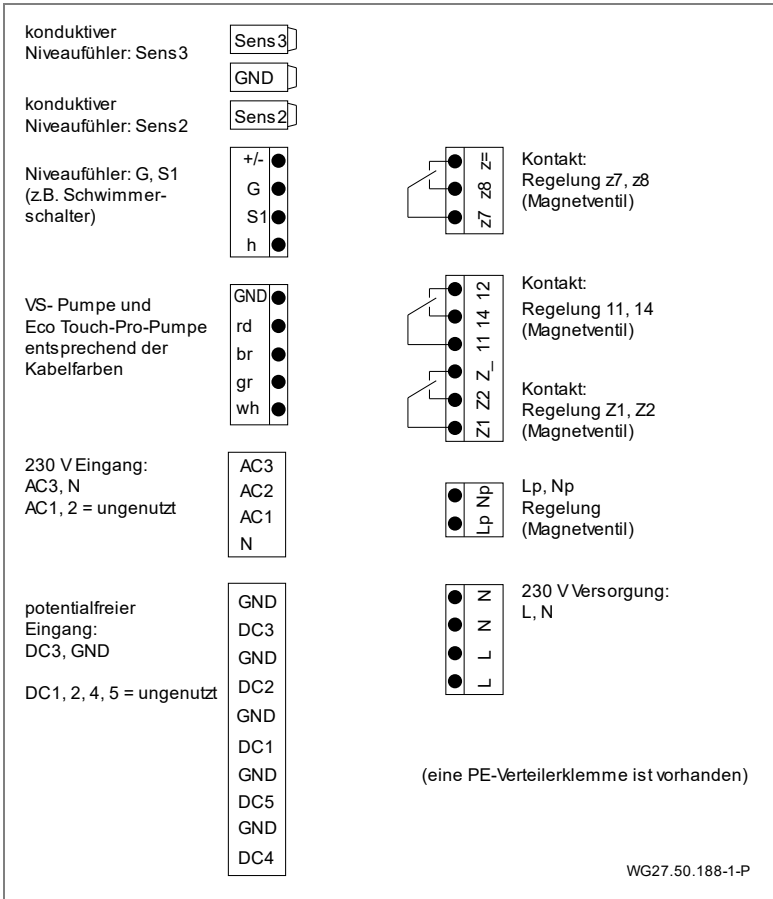 konduktiver
Niveaufühler: Sens3
Sens3
GND
konduktiver
Niveaufühler: Sens2
Sens2
Niveaufühler: G, S1
(z.B. Schwimmer-
schalter)
+/-
G
S1
h
VS- Pumpe und
Eco Touch-Pro-Pumpe
entsprechend der
Kabelfarben
GND
rd
br
gr
wh
230 V Eingang:
AC3, N
AC1, 2 = ungenutzt
AC3
AC2
AC1
N
potentialfreier
Eingang:
DC3, GND
DC1, 2, 4, 5 = ungenutzt
GND
DC3
GND
DC2
GND
DC1
GND
DC5
GND
DC4
z7 z8 z=
Kontakt:
Regelung z7, z8
(Magnetventil)
Z1 Z2 Z_ 11 14 12
Kontakt:
Regelung 11, 14
(Magnetventil)
Kontakt:
Regelung Z1, Z2
(Magnetventil)
Lp Np
Lp, Np
Regelung
(Magnetventil)
L L N N
230 V Versorgung:
L, N
(eine PE-Verteilerklemme ist vorhanden)
WG27.50.188-1-P